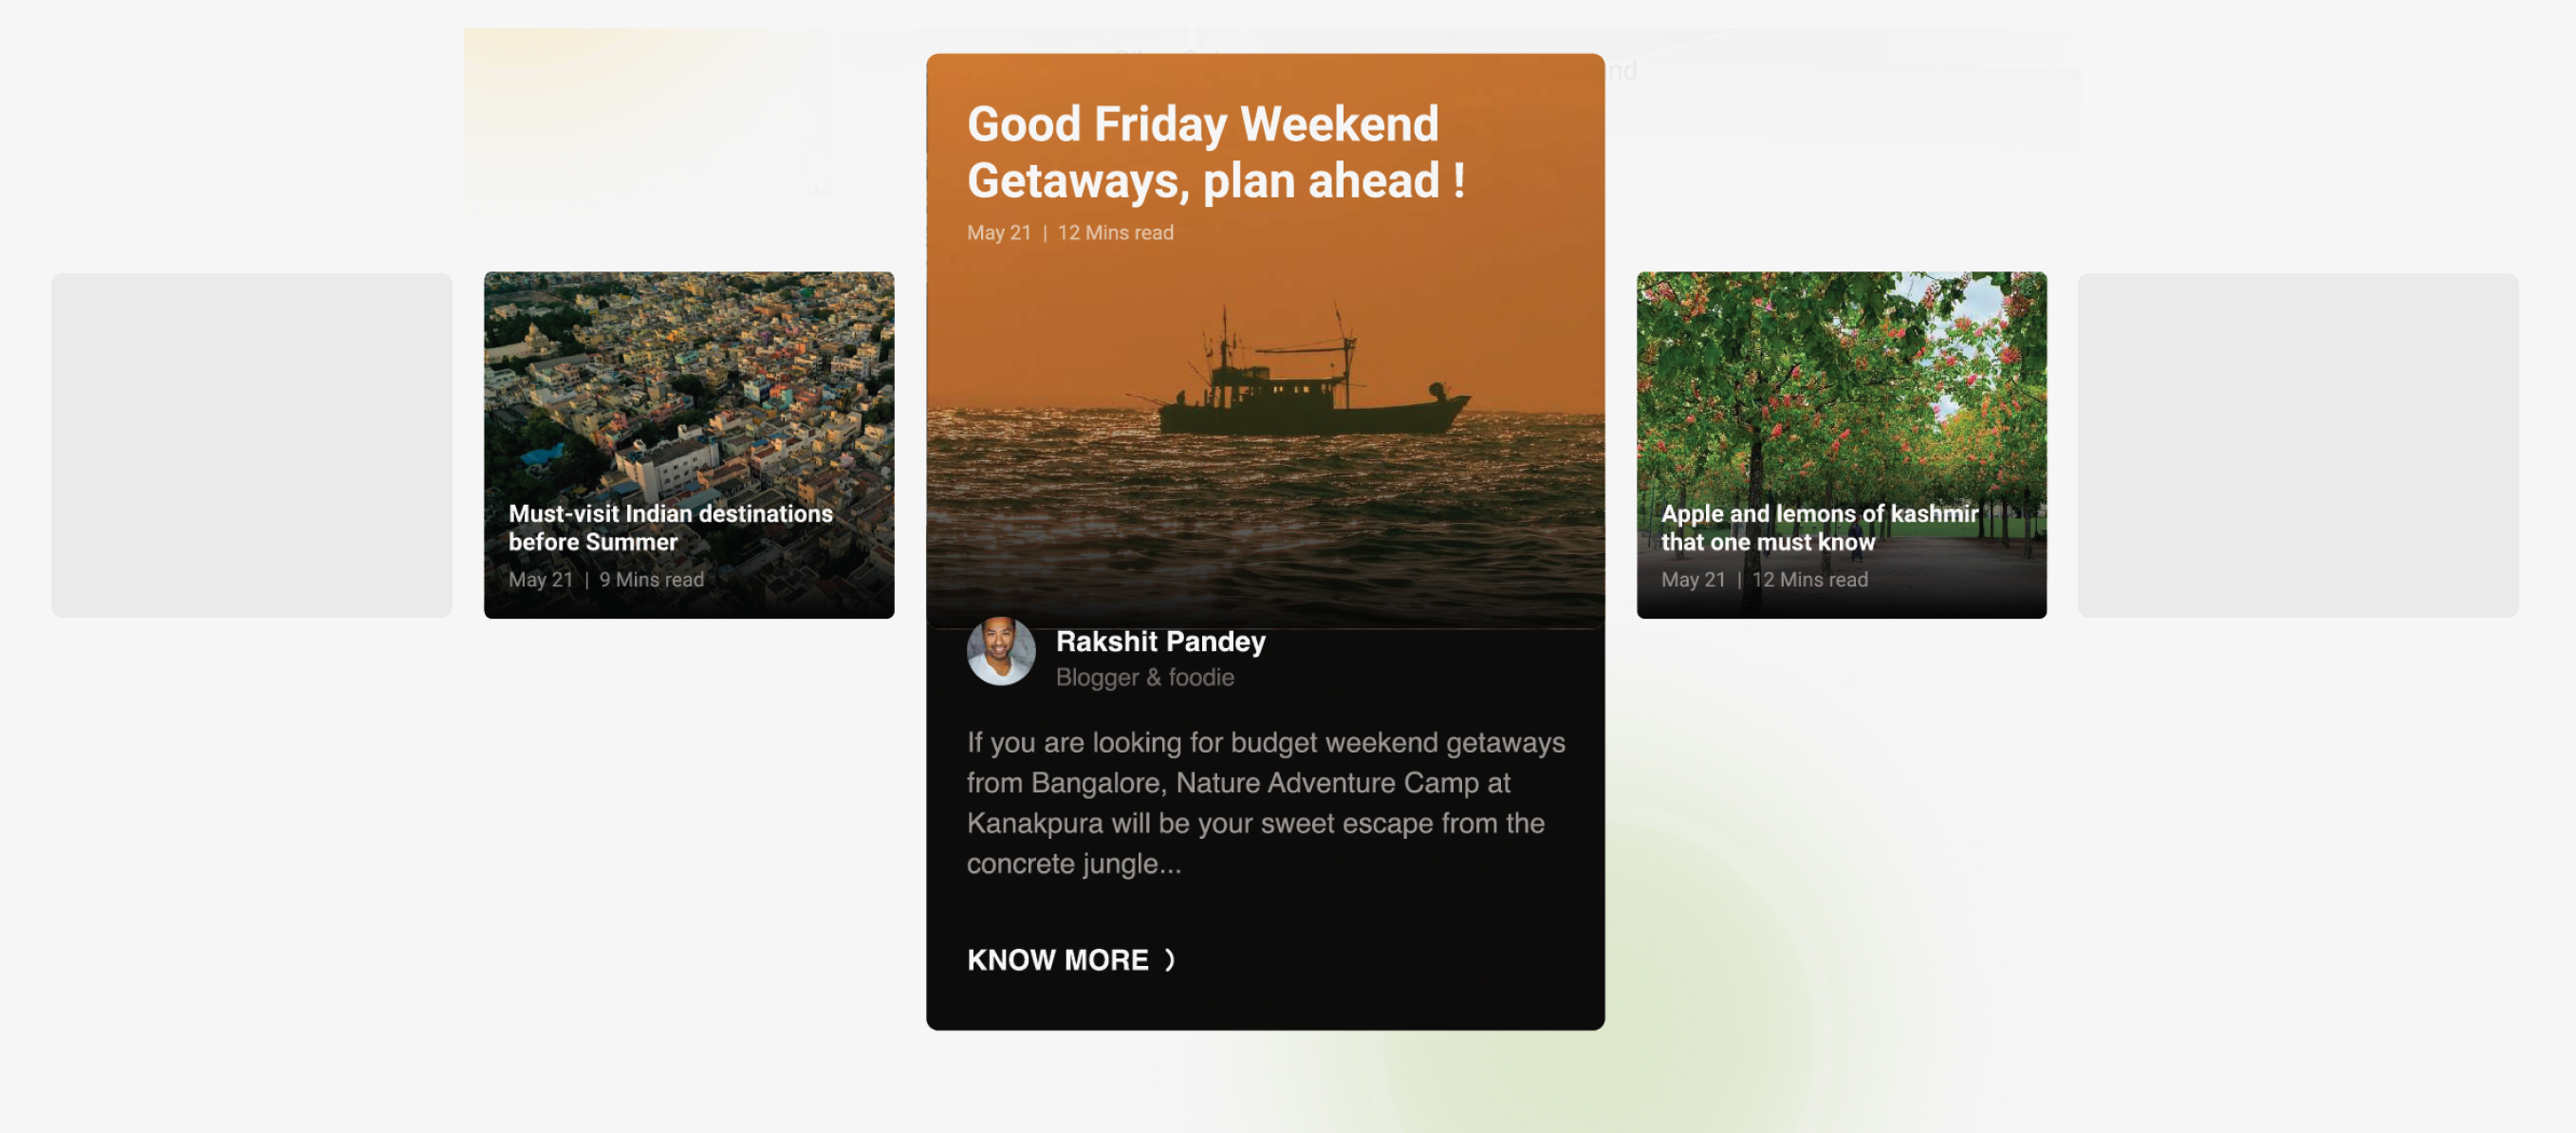 Good Friday Weekend
Getaways, plan ahead !
May 21 | 12 Mins read
Must-visit Indian destinations
before Summer
May 21 | 9 Mins read
Apple and lemons of kashmir
that one must know
May 21 | 12 Mins read
Rakshit Pandey
Blogger & foodie
If you are looking for budget weekend getaways
from Bangalore, Nature Adventure Camp at
Kanakpura will be your sweet escape from the
concrete jungle...
KNOW MORE